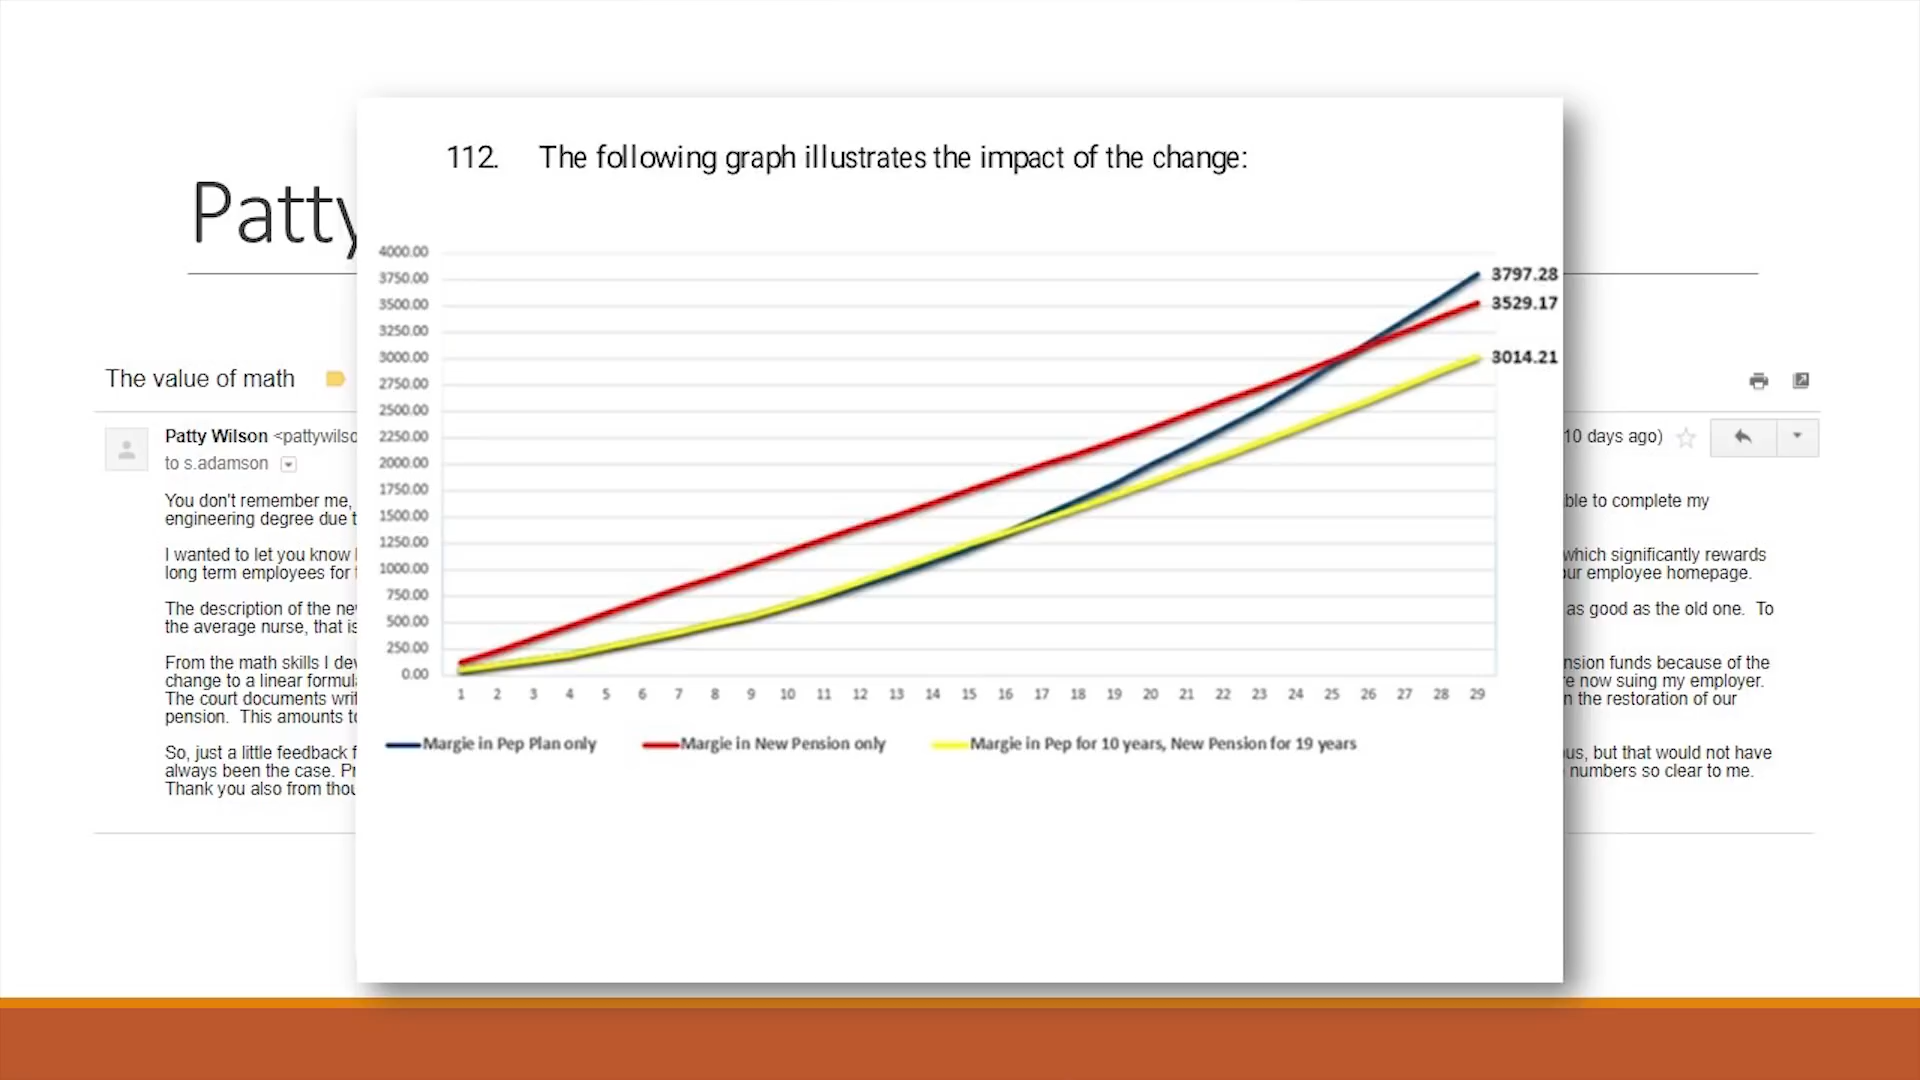 112. The following graph illustrates the impact of the change:
Patty
4000.00
3750.00
3500.00
3250.00
3000.00
2750.00
2500.00
2250.00
2000.00
1750.00
1500.00
1250.00
1000.00
750.00
500.00
250.00
0.00
3797.28
3529.17
3014.21
1 2 3 4 5 6 7 8 9 10 11 12 13 14 15 16 17 18 19 20 21 22 23 24 25 26 27 28 29
Margie in Pep Plan only
Margie in New Pension only
Margie in Pep for 10 years, New Pension for 19 years
The value of math
Patty Wilson
to s.adamson
10 days ago)
You don't remember me,
ble to complete my
engineering degree due
I wanted to let you know
which significantly rewards
long term employees for
ur employee homepage.
The description of the
as good as the old one. To
the average nurse, that is
From the math skills I
nsion funds because of the
change to a linear
now suing my employer.
The court documents
n the restoration of our
pension. This amounts
So, just a little feedback
us, but that would not have
always been the case.
numbers so clear to me.
Thank you also from